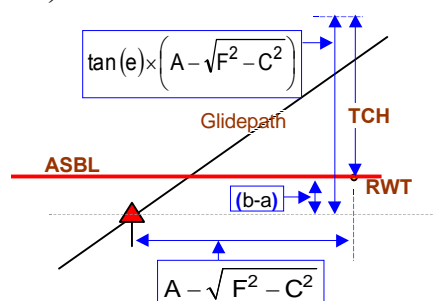 )
tan(e)×(A−√F²−C²)
TCH
Glidepath
ASBL
RWT
(b-a)
A−√F²−C²